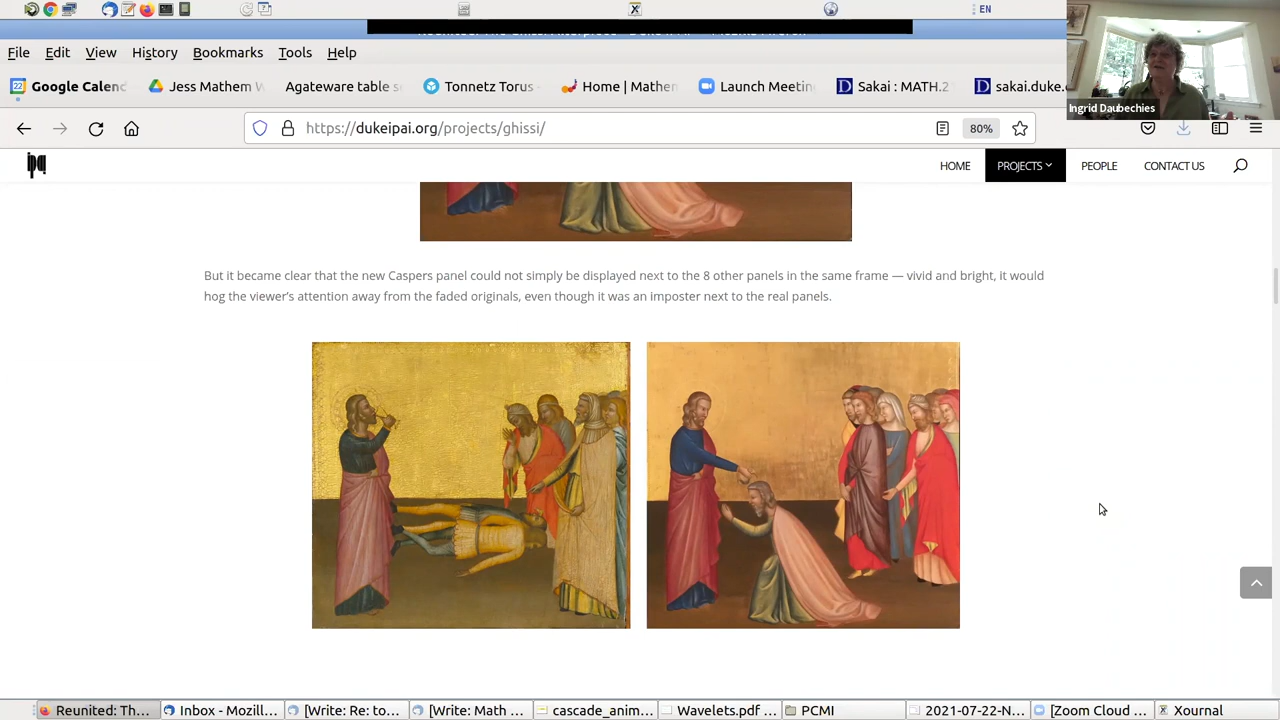 EN
File Edit View History Bookmarks Tools Help
Google Calend Jess Mathem W Agateware table s Tonnetz Torus - Home | Mathem Launch Meeting Sakai : MATH.2 sakai.duke.
Ingrid Daubechies
https://dukeipai.org/projects/ghissi/ 80%
HOME PROJECTS PEOPLE CONTACT US
But it became clear that the new Caspers panel could not simply be displayed next to the 8 other panels in the same frame — vivid and bright, it would
hog the viewer's attention away from the faded originals, even though it was an imposter next to the real panels.
Reunited: Th... Inbox - Mozill... [Write: Re: to... [Write: Math ... cascade_anim... Wavelets.pdf ... PCMI 2021-07-22-N... [Zoom Cloud ... Xournal